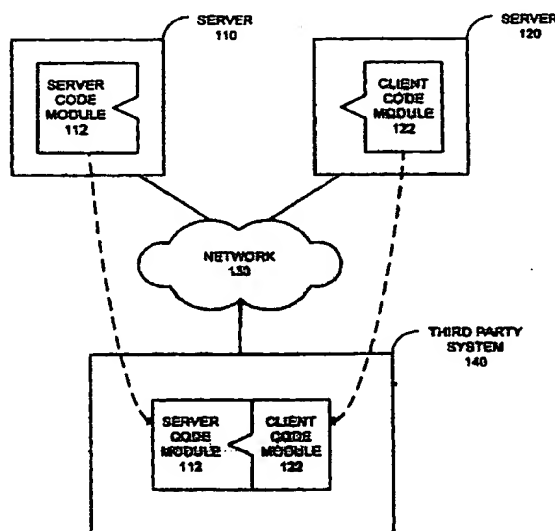 SERVER
110
SERVER
120
SERVER
CODE
MODULE
112
CLIENT
CODE
MODULE
122
NETWORK
130
THIRD PARTY
SYSTEM
140
SERVER
CODE
MODULE
112
CLIENT
CODE
MODULE
122